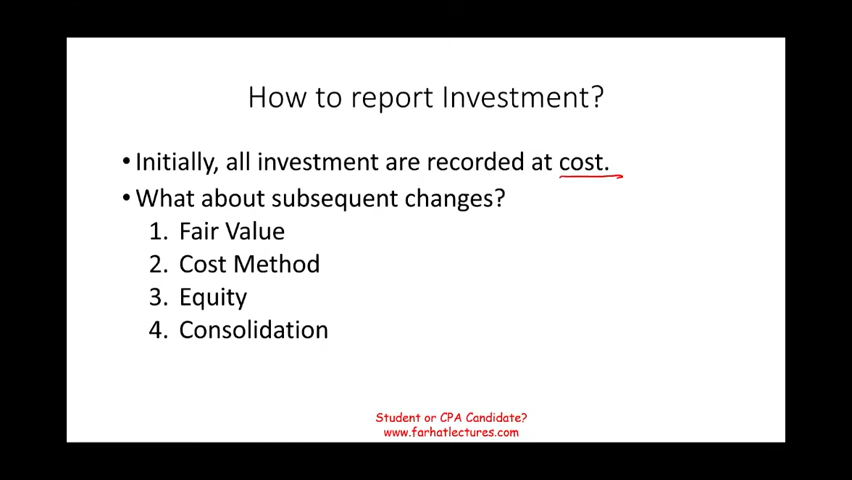 How to report Investment?
• Initially, all investment are recorded at cost.
• What about subsequent changes?
1. Fair Value
2. Cost Method
3. Equity
4. Consolidation
Student or CPA Candidate?
www.farhatlectures.com